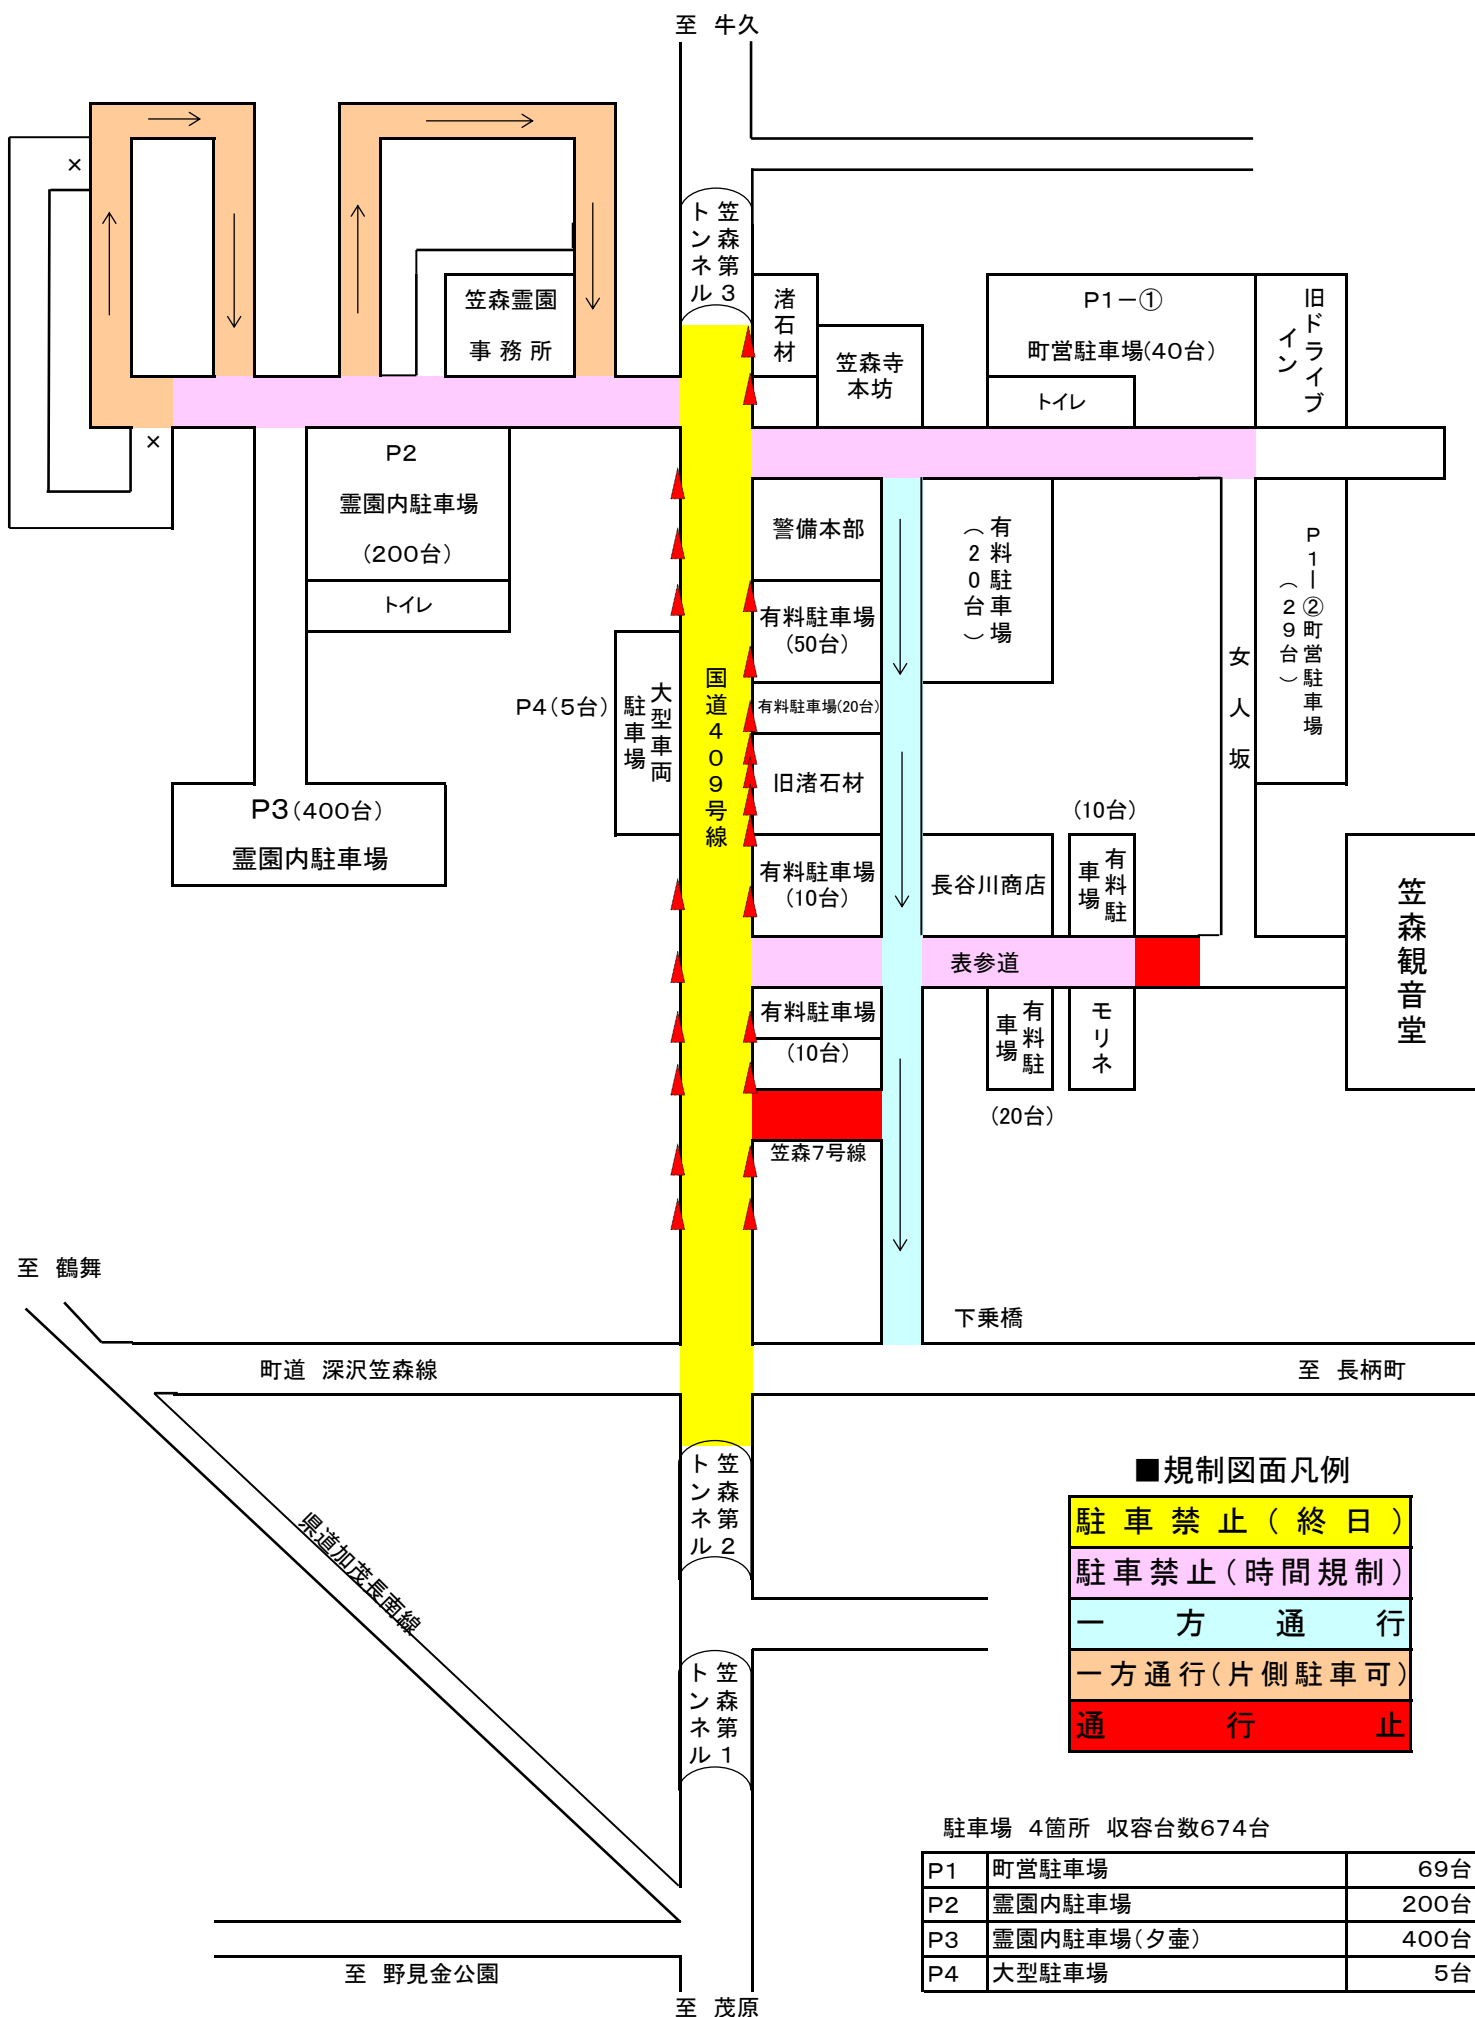 至 牛久
×
笠森第3
トンネル
笠森霊園
事務所
渚石材
笠森寺
本坊
P1－①
町営駐車場(40台)
トイレ
旧ドライブ
イン
×
P2
霊園内駐車場
(200台)
トイレ
警備本部
有料駐車場
(50台)
有料駐車場
(20台)
P1－②町営駐車場
(29台)
女人坂
国道409号線
P4(5台)
大型車両
駐車場
有料駐車場(20台)
旧渚石材
P3(400台)
霊園内駐車場
有料駐車場
(10台)
長谷川商店
(10台)
有料駐
車場
笠森観音堂
表参道
有料駐車場
(10台)
有料駐
車場
(20台)
モリネ
笠森7号線
至 鶴舞
下乗橋
町道 深沢笠森線
至 長柄町
笠森第2
トンネル
県道加茂長南線
■規制図面凡例
駐車禁止(終日)
駐車禁止(時間規制)
一方通行
一方通行(片側駐車可)
通行止
笠森第1
トンネル
駐車場 4箇所 収容台数674台
P1 町営駐車場 69台
P2 霊園内駐車場 200台
P3 霊園内駐車場(夕壷) 400台
P4 大型駐車場 5台
至 野見金公園
至 茂原